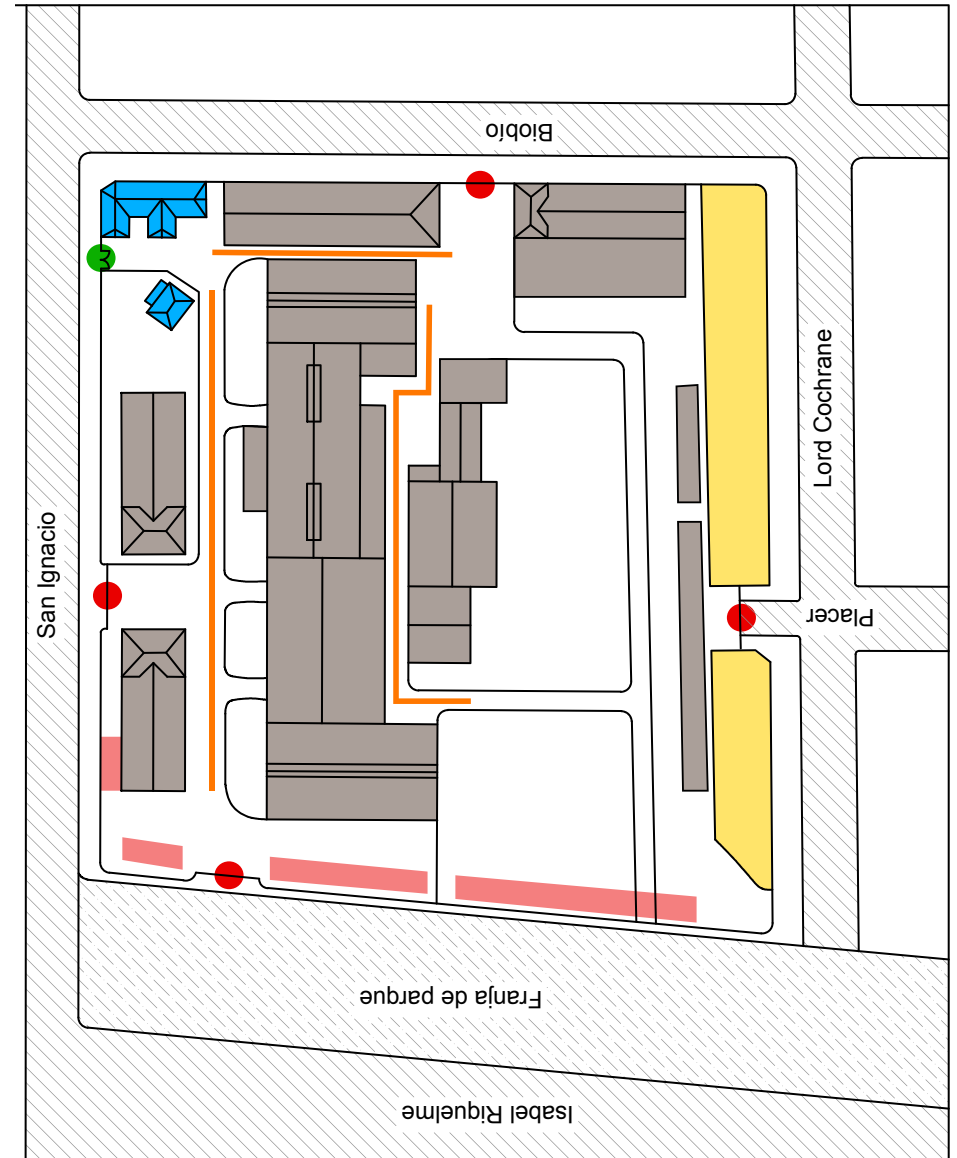 Biobío
San Ignacio
Lord Cochrane
Placer
Franja de parque
Isabel Riquelme